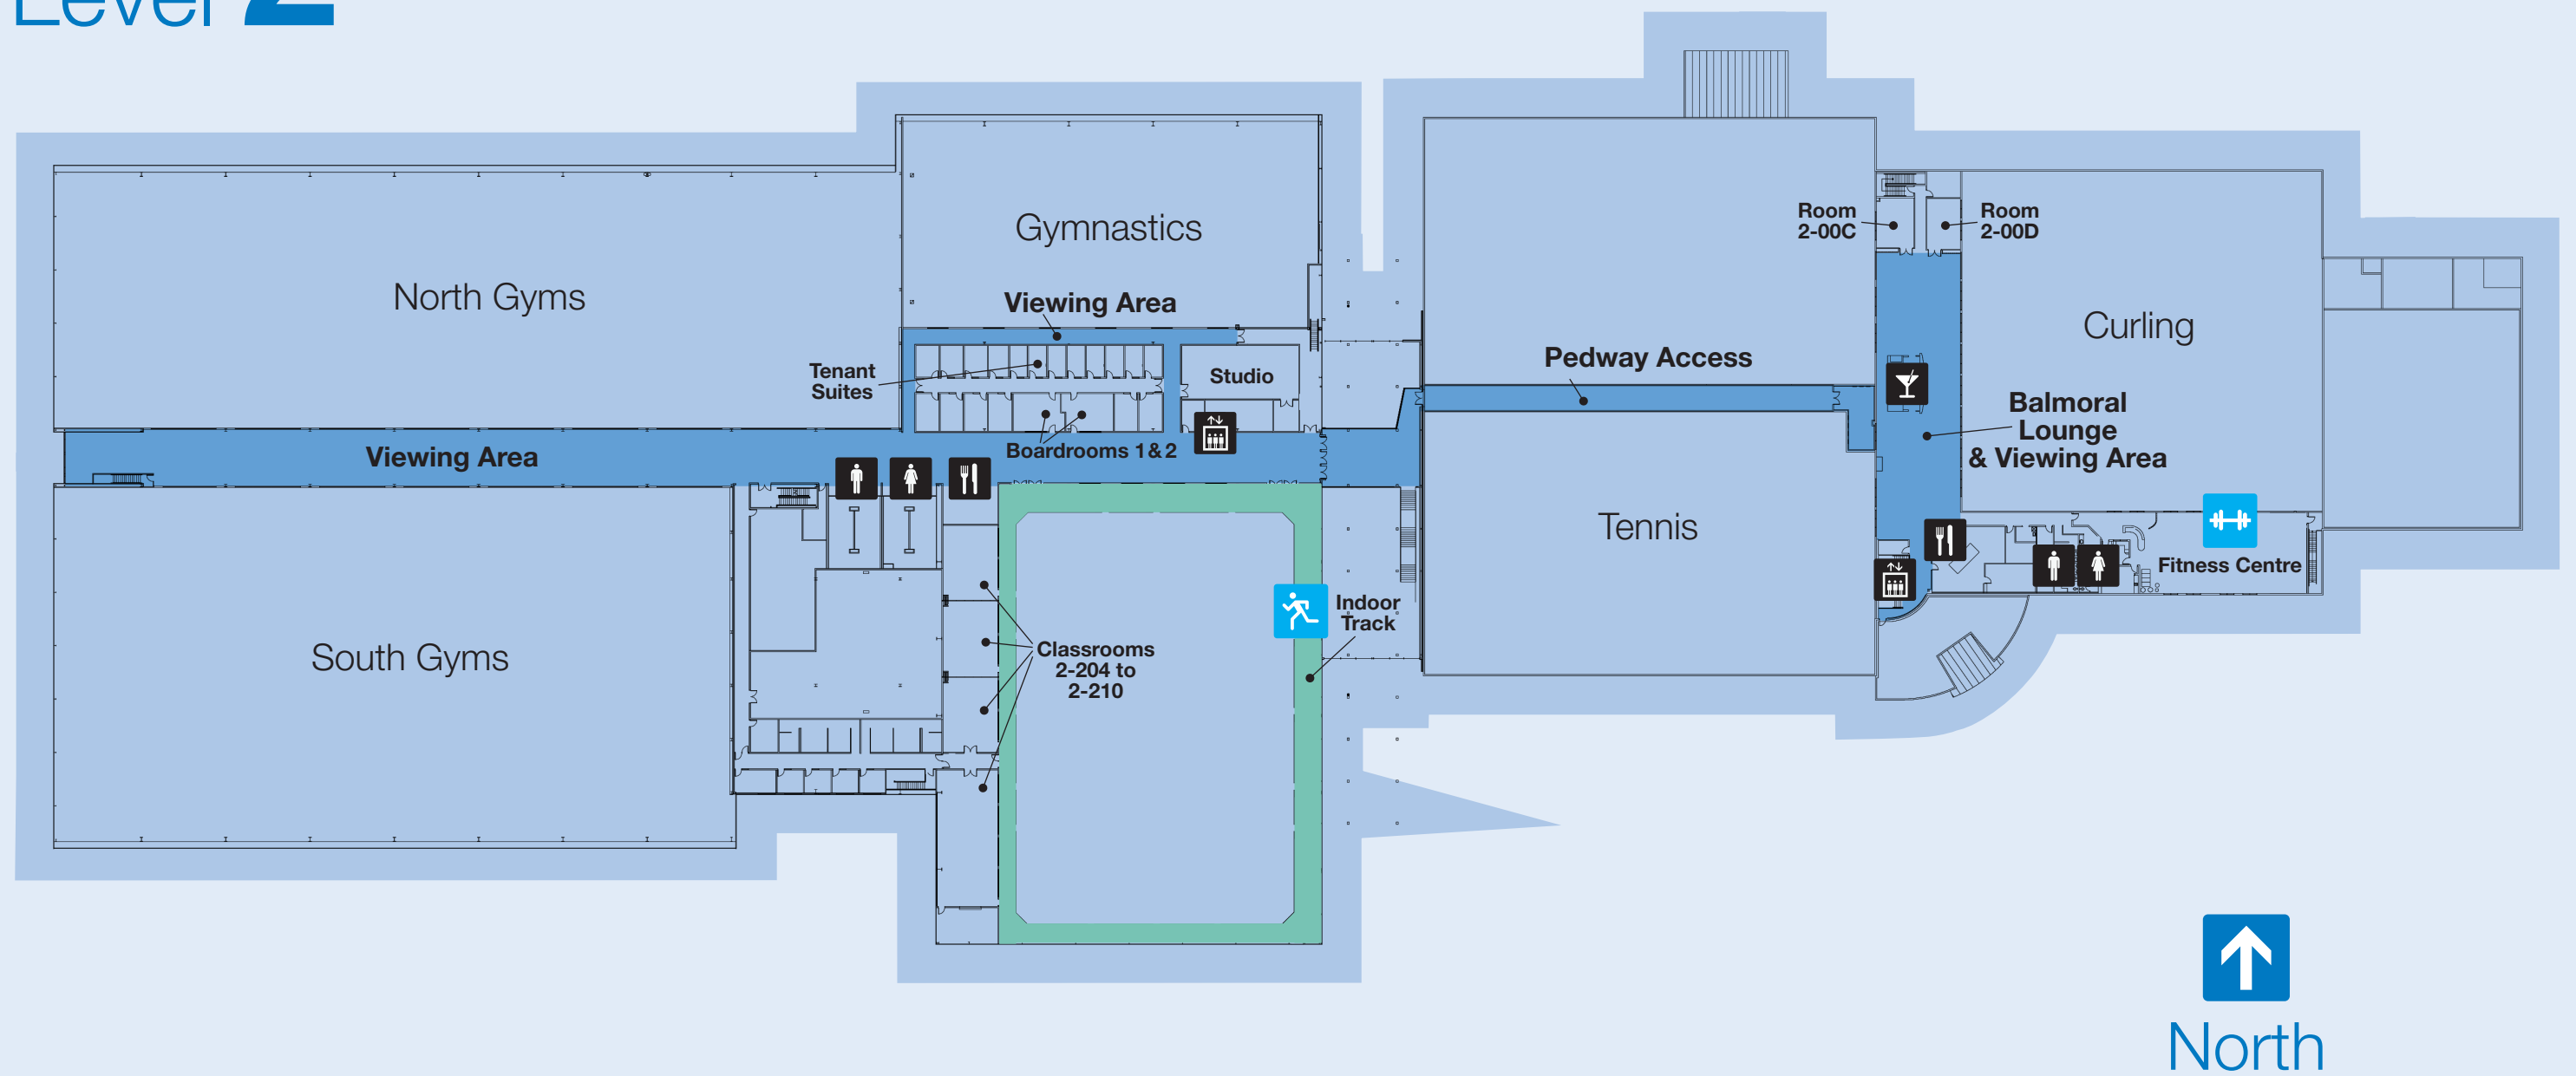 Level 2
North Gyms
Gymnastics
Viewing Area
Tenant
Suites
Studio
Boardrooms 1 & 2
Viewing Area
South Gyms
Classrooms
2-204 to
2-210
Indoor
Track
Pedway Access
Tennis
Room
2-00C
Room
2-00D
Curling
Balmoral
Lounge
& Viewing Area
Fitness Centre
North